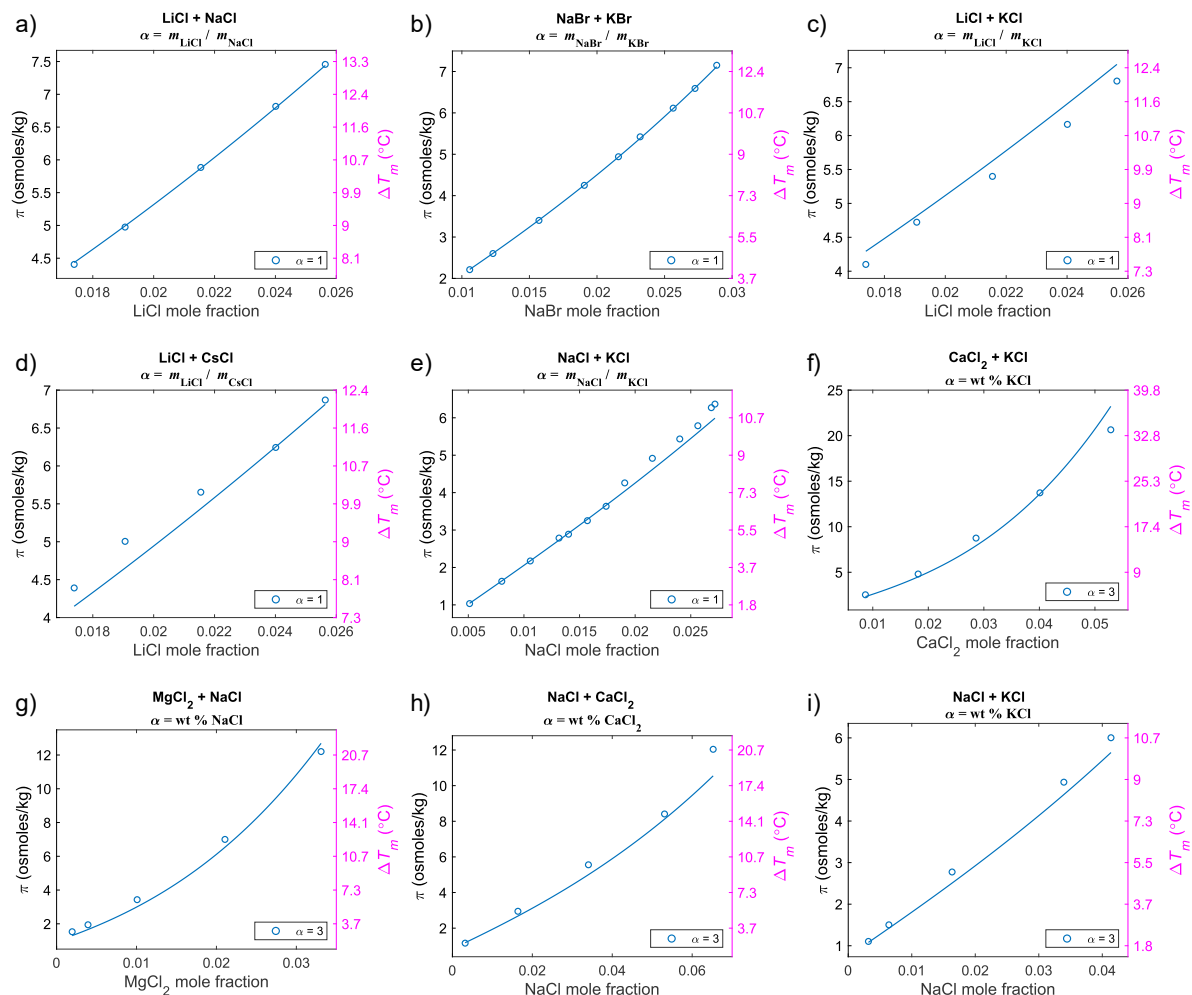 a)
LiCl + NaCl
α = mLiCl / mNaCl
7.5
7
6.5
6
5.5
5
4.5
π (osmoles/kg)
13.3
12.4
11.6
10.7
9.9
9
8.1
ΔTm (°C)
α = 1
0.018 0.02 0.022 0.024 0.026
LiCl mole fraction
b)
NaBr + KBr
α = mNaBr / mKBr
7
6
5
4
3
2
π (osmoles/kg)
12.4
10.7
9
7.3
5.5
3.7
ΔTm (°C)
α = 1
0.01 0.015 0.02 0.025 0.03
NaBr mole fraction
c)
LiCl + KCl
α = mLiCl / mKCl
7
6.5
6
5.5
5
4.5
4
π (osmoles/kg)
12.4
11.6
10.7
9.9
9
8.1
7.3
ΔTm (°C)
α = 1
0.018 0.02 0.022 0.024 0.026
LiCl mole fraction
d)
LiCl + CsCl
α = mLiCl / mCsCl
7
6.5
6
5.5
5
4.5
4
π (osmoles/kg)
12.4
11.6
10.7
9.9
9
8.1
7.3
ΔTm (°C)
α = 1
0.018 0.02 0.022 0.024 0.026
LiCl mole fraction
e)
NaCl + KCl
α = mNaCl / mKCl
6
5
4
3
2
1
π (osmoles/kg)
10.7
9
7.3
5.5
3.7
1.8
ΔTm (°C)
α = 1
0.005 0.01 0.015 0.02 0.025
NaCl mole fraction
f)
CaCl2 + KCl
α = wt % KCl
25
20
15
10
5
π (osmoles/kg)
39.8
32.8
25.3
17.4
9
ΔTm (°C)
α = 3
0.01 0.02 0.03 0.04 0.05
CaCl2 mole fraction
g)
MgCl2 + NaCl
α = wt % NaCl
12
10
8
6
4
2
π (osmoles/kg)
20.7
17.4
14.1
10.7
7.3
3.7
ΔTm (°C)
α = 3
0 0.01 0.02 0.03
MgCl2 mole fraction
h)
NaCl + CaCl2
α = wt % CaCl2
12
10
8
6
4
2
π (osmoles/kg)
20.7
17.4
14.1
10.7
7.3
3.7
ΔTm (°C)
α = 3
0 0.02 0.04 0.06
NaCl mole fraction
i)
NaCl + KCl
α = wt % KCl
6
5
4
3
2
1
π (osmoles/kg)
10.7
9
7.3
5.5
3.7
1.8
ΔTm (°C)
α = 3
0 0.01 0.02 0.03 0.04
NaCl mole fraction